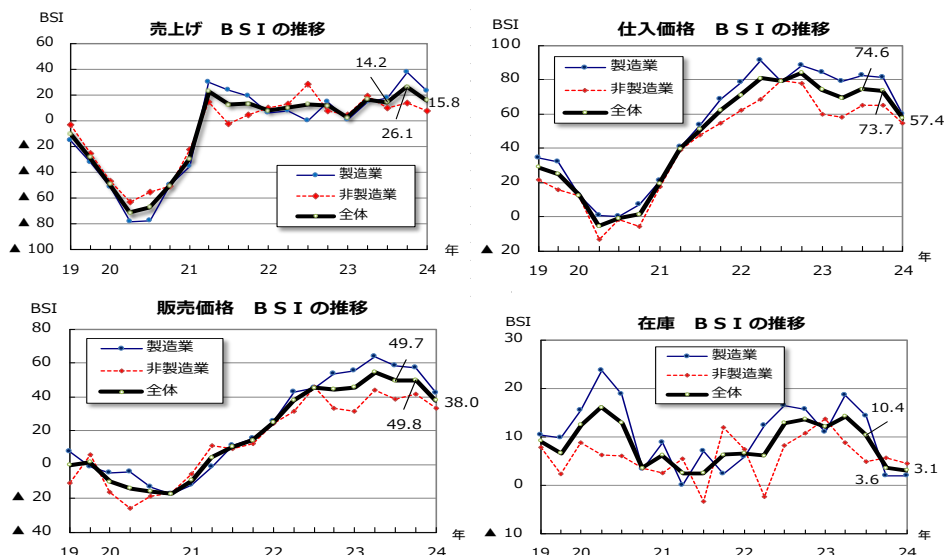 売上げ　ＢＳＩの推移
BSI
60
40
20
0
▲ 20
▲ 40
▲ 60
▲ 80
▲ 100
14.2
26.1
15.8
製造業
非製造業
全体
19 20 21 22 23 24
年
仕入価格　ＢＳＩの推移
BSI
100
80
60
40
20
0
▲ 20
製造業
非製造業
全体
74.6
73.7
57.4
19 20 21 22 23 24
年
販売価格　ＢＳＩの推移
BSI
80
60
40
20
0
▲ 20
▲ 40
製造業
非製造業
全体
49.7
49.8
38.0
19 20 21 22 23 24
年
在庫　ＢＳＩの推移
BSI
30
20
10
0
▲ 10
製造業
非製造業
全体
10.4
3.6
3.1
19 20 21 22 23 24
年